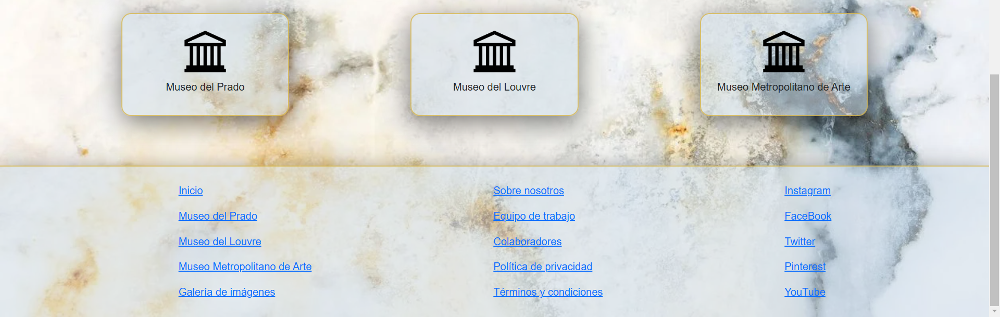 Museo del Prado
Museo del Louvre
Museo Metropolitano de Arte
Inicio
Museo del Prado
Museo del Louvre
Museo Metropolitano de Arte
Galería de imágenes
Sobre nosotros
Equipo de trabajo
Colaboradores
Política de privacidad
Términos y condiciones
Instagram
FaceBook
Twitter
Pinterest
YouTube